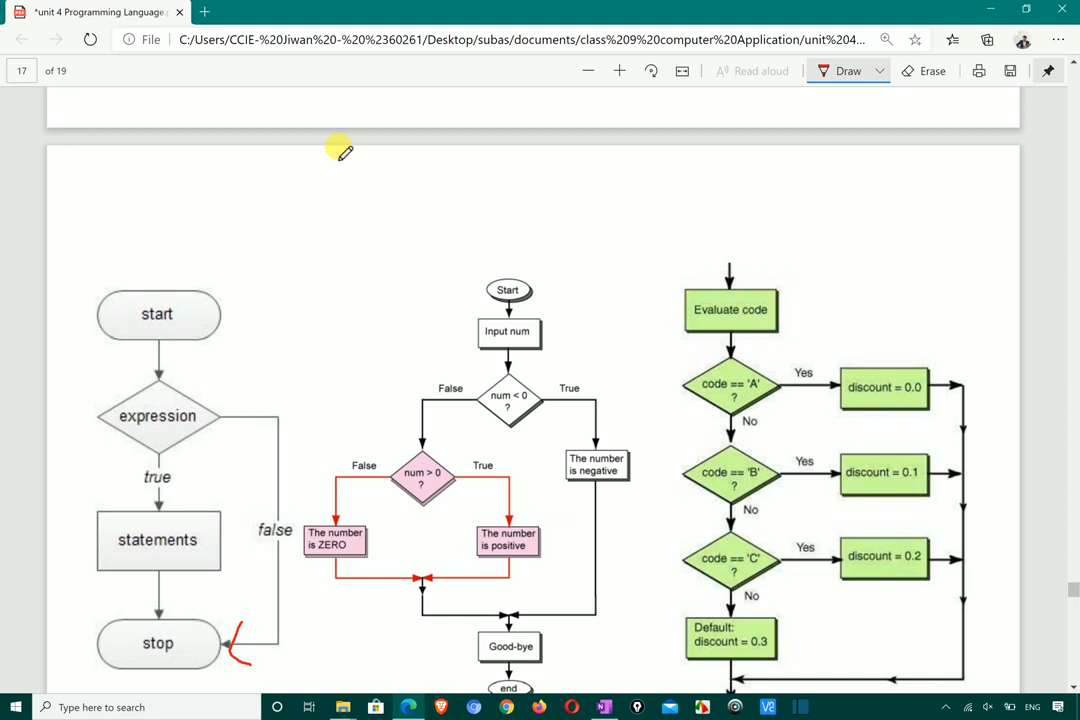 *unit 4 Programming Language.
File
C:/Users/CCIE-%20Jiwan%20-%20%2360261/Desktop/subas/documents/class%209%20computer%20Application/unit%204...
17 of 19
Read aloud
Draw
Erase
start
expression
true
false
statements
stop
Start
Input num
num < 0
?
False
True
num > 0
?
The number
is negative
False
True
The number
is ZERO
The number
is positive
Good-bye
end
Evaluate code
code == 'A'
?
Yes
discount = 0.0
No
code == 'B'
?
Yes
discount = 0.1
No
code == 'C'
?
Yes
discount = 0.2
No
Default:
discount = 0.3
Type here to search
ENG